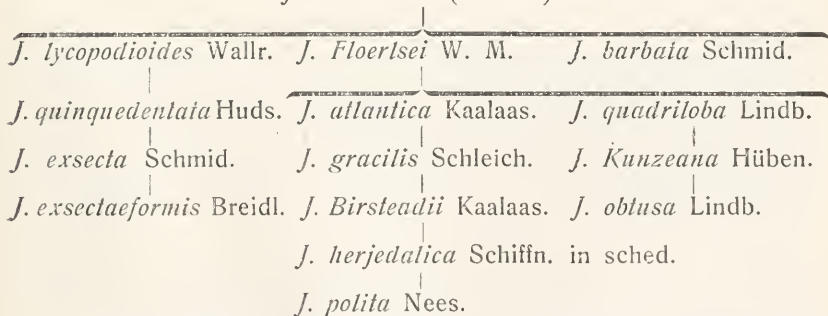 J. lycopodioides Wallr. J. Floerlsei W. M. J. barbata Schmid.
J. quinquedentata Huds. J. atlantica Kaalaas. J. quadriloba Lindb.
J. exsecta Schmid. J. gracilis Schleich. J. Kunzeana Hüben.
J. exsectaeformis Breidl. J. Birsteadii Kaalaas. J. obtusa Lindb.
J. herjedalica Schiffn. in sched.
J. polita Nees.